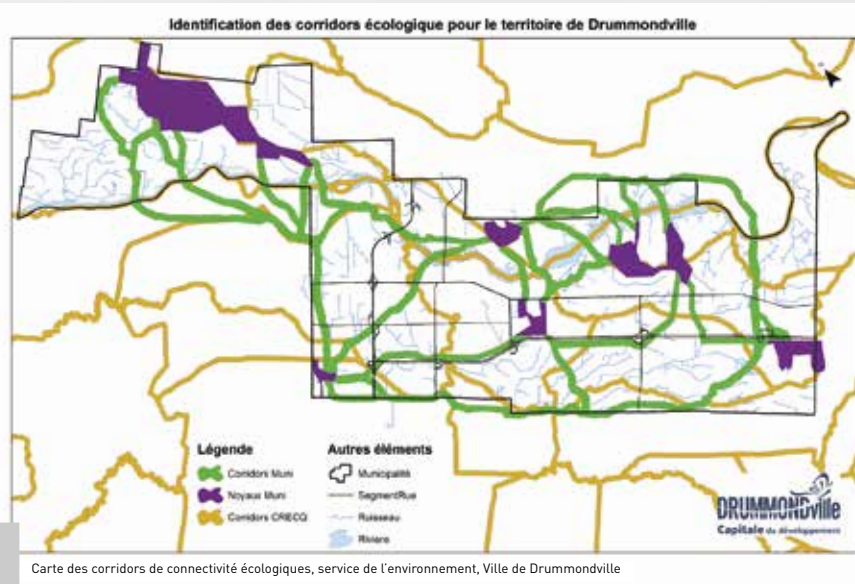 Identification des corridors écologique pour le territoire de Drummondville
Légende
Corridors Muni
Noyaux Muni
Corridors CRECQ
Autres éléments
Municipalité
SegmentRue
Ruisseau
Rivière
DRUMMONDville
Capitale du développement
Carte des corridors de connectivité écologiques, service de l'environnement, Ville de Drummondville